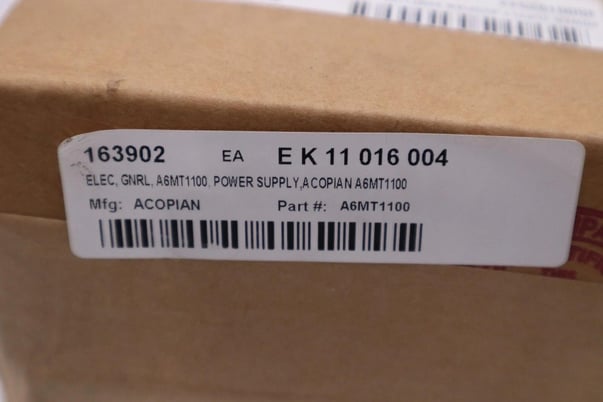 163902 EA E K 11 016 004
ELEC, GNRL, A6MT1100, POWER SUPPLY,ACOPIAN A6MT1100
Mfg: ACOPIAN Part #: A6MT1100